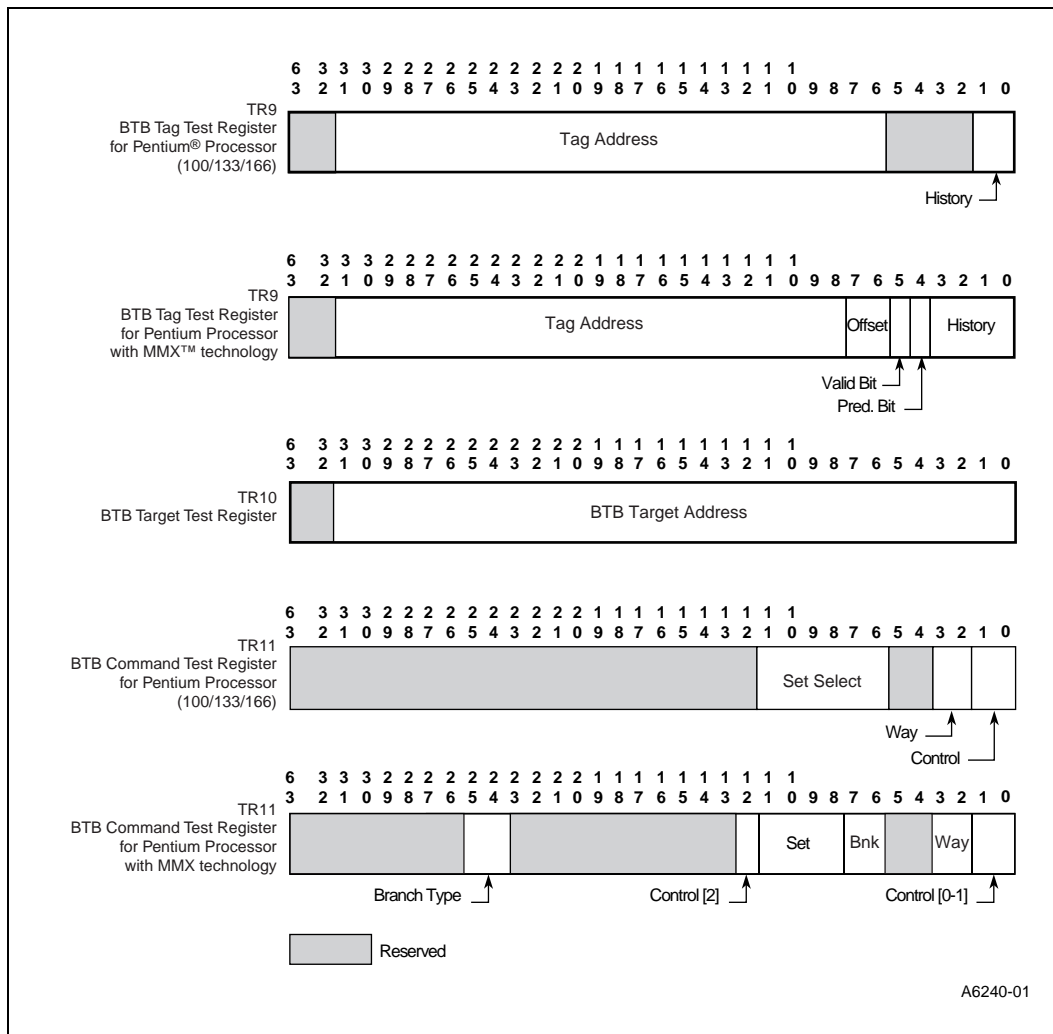 6 3 3 3 2 2 2 2 2 2 2 2 2 2 1 1 1 1 1 1 1 1 1 1
3 2 1 0 9 8 7 6 5 4 3 2 1 0 9 8 7 6 5 4 3 2 1 0 9 8 7 6 5 4 3 2 1 0
TR9
BTB Tag Test Register
for Pentium® Processor
(100/133/166)
Tag Address
History
6 3 3 3 2 2 2 2 2 2 2 2 2 2 1 1 1 1 1 1 1 1 1 1
3 2 1 0 9 8 7 6 5 4 3 2 1 0 9 8 7 6 5 4 3 2 1 0 9 8 7 6 5 4 3 2 1 0
TR9
BTB Tag Test Register
for Pentium Processor
with MMX™ technology
Tag Address Offset History
Valid Bit
Pred. Bit
6 3 3 3 2 2 2 2 2 2 2 2 2 2 1 1 1 1 1 1 1 1 1 1
3 2 1 0 9 8 7 6 5 4 3 2 1 0 9 8 7 6 5 4 3 2 1 0 9 8 7 6 5 4 3 2 1 0
TR10
BTB Target Test Register
BTB Target Address
6 3 3 3 2 2 2 2 2 2 2 2 2 2 1 1 1 1 1 1 1 1 1 1
3 2 1 0 9 8 7 6 5 4 3 2 1 0 9 8 7 6 5 4 3 2 1 0 9 8 7 6 5 4 3 2 1 0
TR11
BTB Command Test Register
for Pentium Processor
(100/133/166)
Set Select
Way
Control
6 3 3 3 2 2 2 2 2 2 2 2 2 2 1 1 1 1 1 1 1 1 1 1
3 2 1 0 9 8 7 6 5 4 3 2 1 0 9 8 7 6 5 4 3 2 1 0 9 8 7 6 5 4 3 2 1 0
TR11
BTB Command Test Register
for Pentium Processor
with MMX technology
Set Bnk Way
Branch Type Control [2] Control [0-1]
Reserved
A6240-01